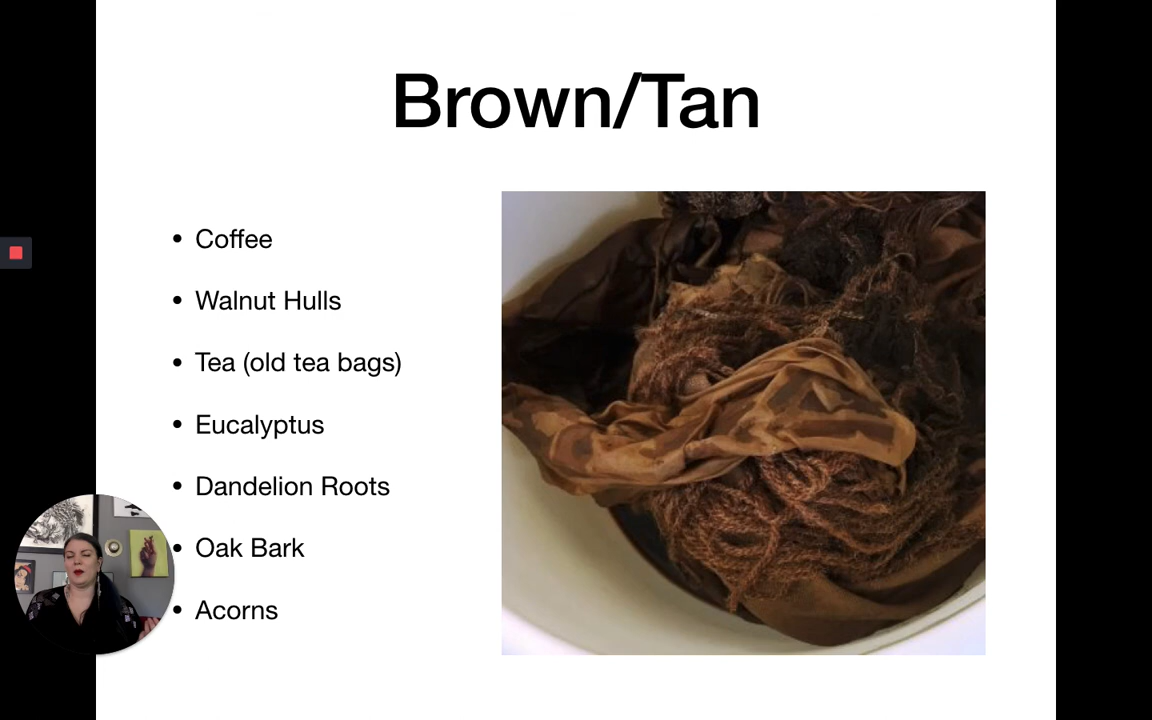 Brown/Tan
• Coffee
• Walnut Hulls
• Tea (old tea bags)
• Eucalyptus
• Dandelion Roots
• Oak Bark
• Acorns